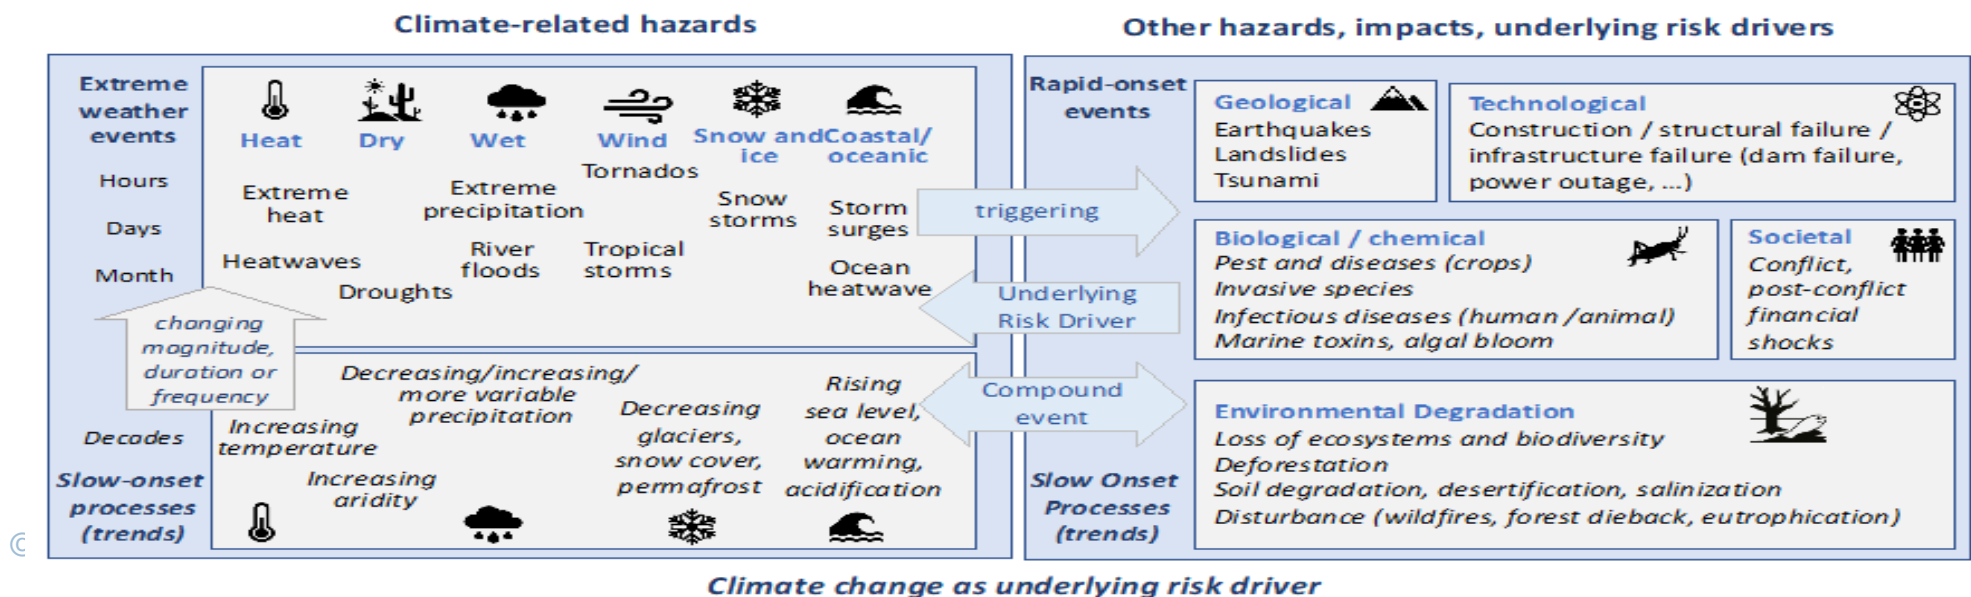 Climate-related hazards
Other hazards, impacts, underlying risk drivers
Extreme
weather
events
Hours
Days
Month
Heat
Dry
Wet
Wind
Snow and
ice
Coastal/
oceanic
Extreme
heat
Heatwaves
Droughts
Extreme
precipitation
River
floods
Tornados
Tropical
storms
Snow
storms
Storm
surges
Ocean
heatwave
changing
magnitude,
duration or
frequency
Decades
Slow-onset
processes
(trends)
Increasing
temperature
Increasing
aridity
Decreasing/increasing/
more variable
precipitation
Decreasing
glaciers,
snow cover,
permafrost
Rising
sea level,
ocean
warming,
acidification
triggering
Underlying
Risk Driver
Compound
event
Rapid-onset
events
Geological
Earthquakes
Landslides
Tsunami
Technological
Construction / structural failure /
infrastructure failure (dam failure,
power outage, ...)
Biological / chemical
Pest and diseases (crops)
Invasive species
Infectious diseases (human /animal)
Marine toxins, algal bloom
Societal
Conflict,
post-conflict
financial
shocks
Slow Onset
Processes
(trends)
Environmental Degradation
Loss of ecosystems and biodiversity
Deforestation
Soil degradation, desertification, salinization
Disturbance (wildfires, forest dieback, eutrophication)
©
Climate change as underlying risk driver